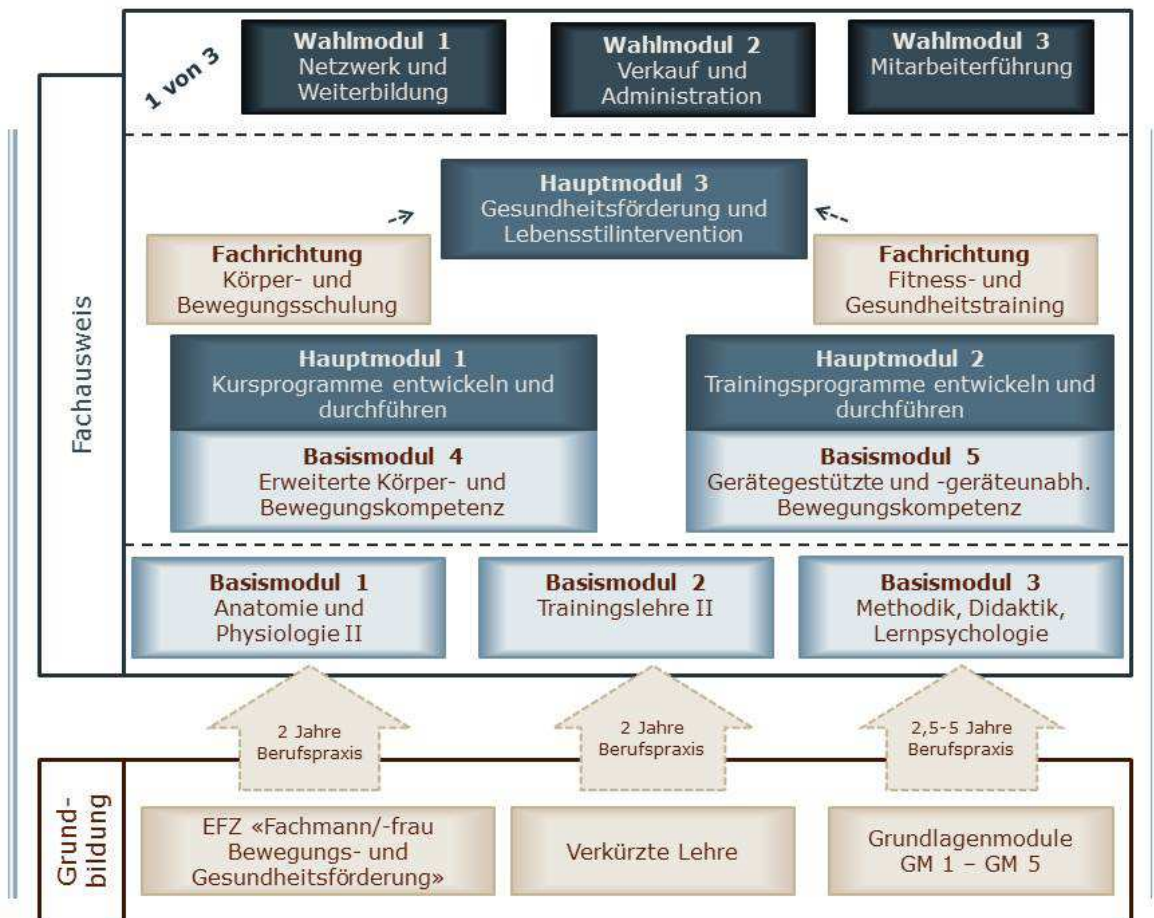 1 von 3
Wahlmodul 1
Netzwerk und
Weiterbildung
Wahlmodul 2
Verkauf und
Administration
Wahlmodul 3
Mitarbeiterführung
Fachausweis
Hauptmodul 3
Gesundheitsförderung und
Lebensstilintervention
Fachrichtung
Körper- und
Bewegungsschulung
Fachrichtung
Fitness- und
Gesundheitstraining
Hauptmodul 1
Kursprogramme entwickeln und
durchführen
Hauptmodul 2
Trainingsprogramme entwickeln und
durchführen
Basismodul 4
Erweiterte Körper- und
Bewegungskompetenz
Basismodul 5
Gerätegestützte und -geräteunabh.
Bewegungskompetenz
Basismodul 1
Anatomie und
Physiologie II
Basismodul 2
Trainingslehre II
Basismodul 3
Methodik, Didaktik,
Lernpsychologie
2 Jahre
Berufspraxis
2 Jahre
Berufspraxis
2,5-5 Jahre
Berufspraxis
Grund-
bildung
EFZ «Fachmann/-frau
Bewegungs- und
Gesundheitsförderung»
Verkürzte Lehre
Grundlagenmodule
GM 1 – GM 5